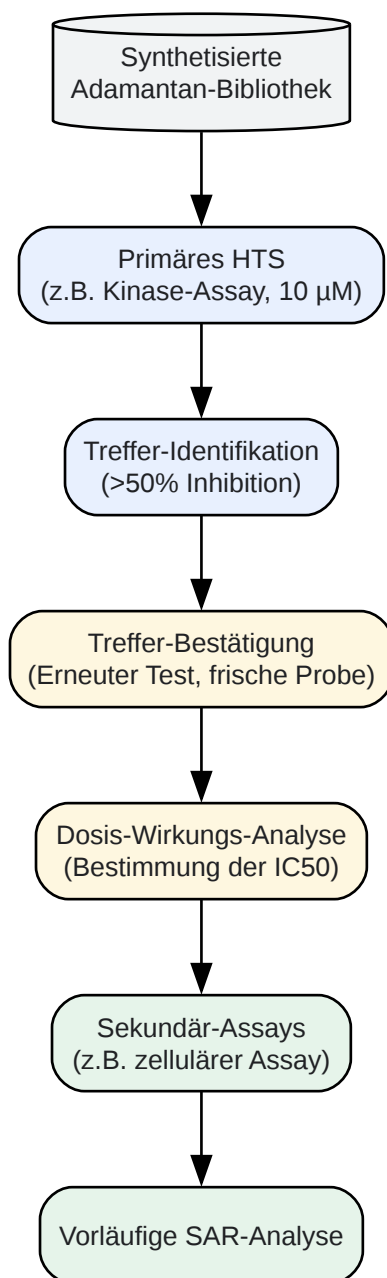 Synthetisierte
Adamantan-Bibliothek
Primäres HTS
(z.B. Kinase-Assay, 10 µM)
Treffer-Identifikation
(>50% Inhibition)
Treffer-Bestätigung
(Erneuter Test, frische Probe)
Dosis-Wirkungs-Analyse
(Bestimmung der IC50)
Sekundär-Assays
(z.B. zellulärer Assay)
Vorläufige SAR-Analyse